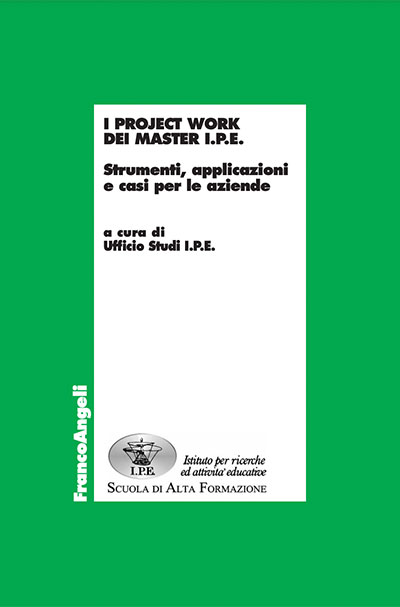 I PROJECT WORK
DEI MASTER I.P.E.
Strumenti, applicazioni
e casi per le aziende
a cura di
Ufficio Studi I.P.E.
FrancoAngeli
I.P.E.
Istituto per ricerche
ed attivita' educative
SCUOLA DI ALTA FORMAZIONE